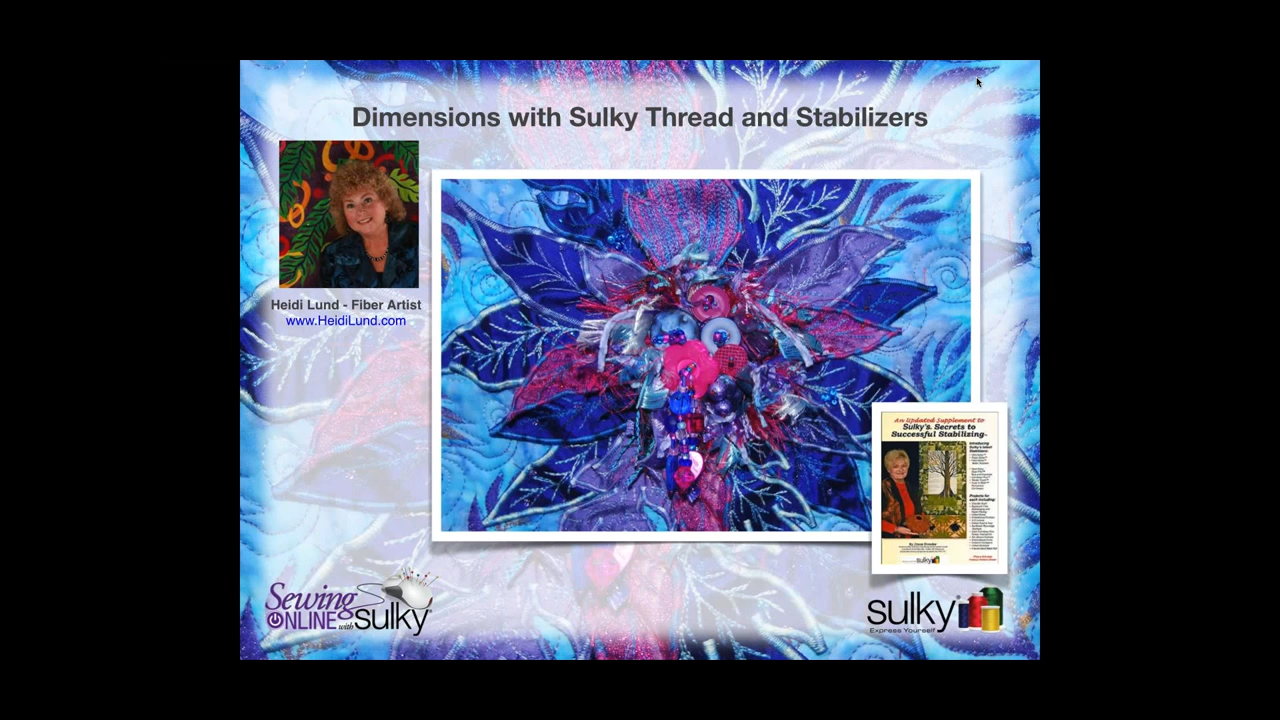 Dimensions with Sulky Thread and Stabilizers
Heidi Lund - Fiber Artist
www.HeidiLund.com
An Updated Supplement to
Sulky's Secrets to
Successful Stabilizing
Sewing
ONLINE with sulky
sulky
Express Yourself